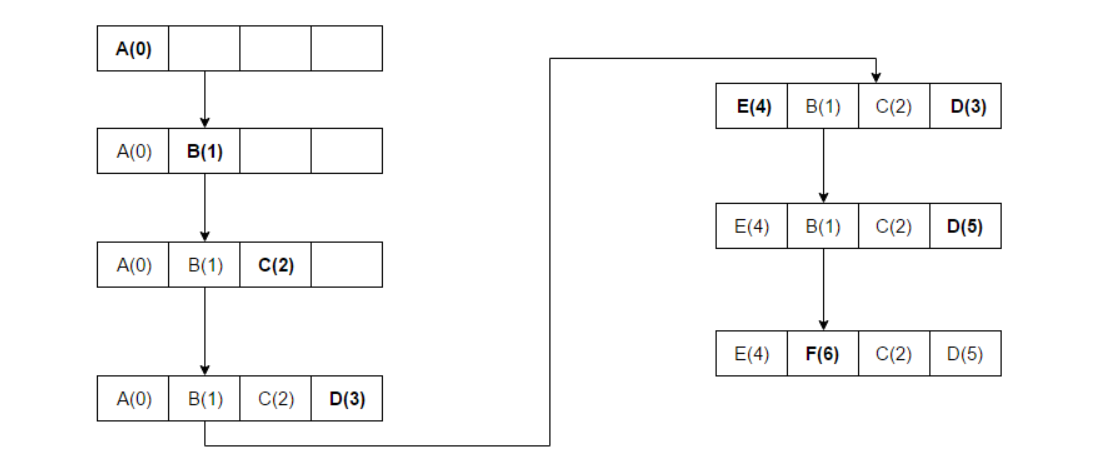 A(0)
A(0) B(1)
A(0) B(1) C(2)
A(0) B(1) C(2) D(3)
E(4) B(1) C(2) D(3)
E(4) B(1) C(2) D(5)
E(4) F(6) C(2) D(5)